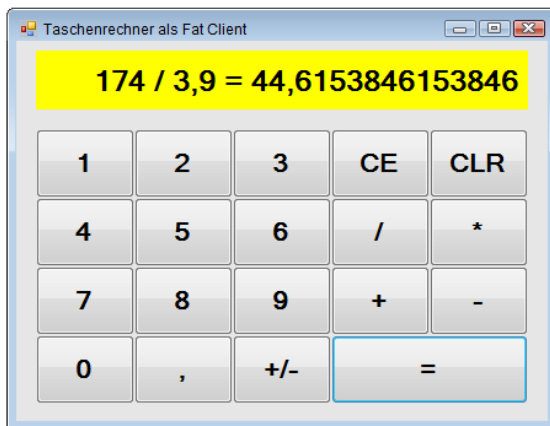 Taschenrechner als Fat Client
174 / 3,9 = 44,6153846153846
1 2 3 CE CLR
4 5 6 / *
7 8 9 + -
0 , +/- =